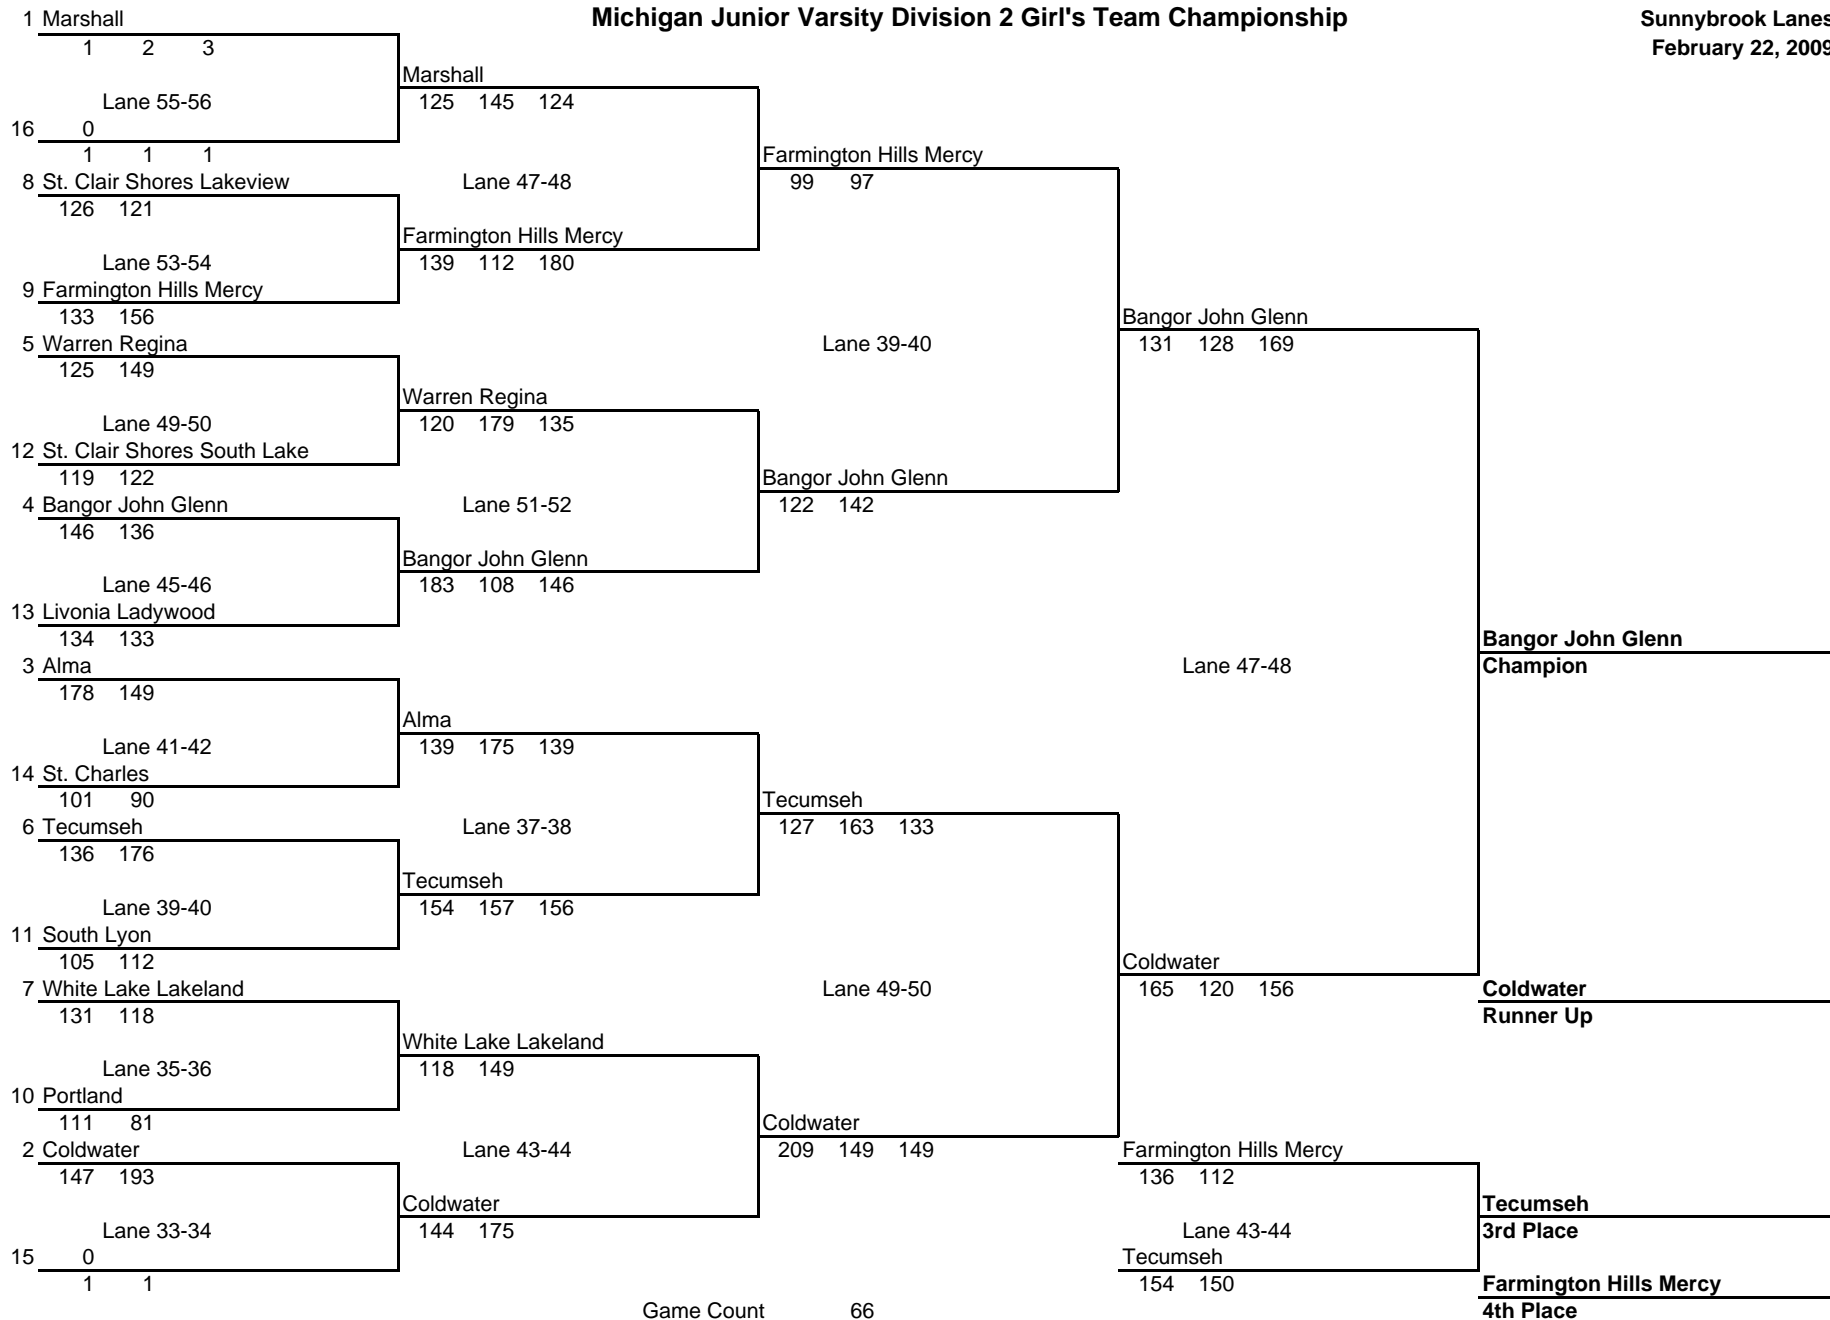 Michigan Junior Varsity Division 2 Girl's Team Championship
Sunnybrook Lanes
February 22, 2009
1 Marshall
1 2 3
Lane 55-56
16 0
1 1 1
8 St. Clair Shores Lakeview
126 121
Lane 53-54
9 Farmington Hills Mercy
133 156
5 Warren Regina
125 149
Lane 49-50
12 St. Clair Shores South Lake
119 122
4 Bangor John Glenn
146 136
Lane 45-46
13 Livonia Ladywood
134 133
3 Alma
178 149
Lane 41-42
14 St. Charles
101 90
6 Tecumseh
136 176
Lane 39-40
11 South Lyon
105 112
7 White Lake Lakeland
131 118
Lane 35-36
10 Portland
111 81
2 Coldwater
147 193
Lane 33-34
15 0
1 1
Marshall
125 145 124
Lane 47-48
Farmington Hills Mercy
139 112 180
Warren Regina
120 179 135
Lane 51-52
Bangor John Glenn
183 108 146
Alma
139 175 139
Lane 37-38
Tecumseh
154 157 156
White Lake Lakeland
118 149
Lane 43-44
Coldwater
144 175
Farmington Hills Mercy
99 97
Lane 39-40
Bangor John Glenn
122 142
Tecumseh
127 163 133
Lane 49-50
Coldwater
209 149 149
Bangor John Glenn
131 128 169
Lane 47-48
Coldwater
165 120 156
Farmington Hills Mercy
136 112
Lane 43-44
Tecumseh
154 150
Bangor John Glenn
Champion
Coldwater
Runner Up
Tecumseh
3rd Place
Farmington Hills Mercy
4th Place
Game Count 66